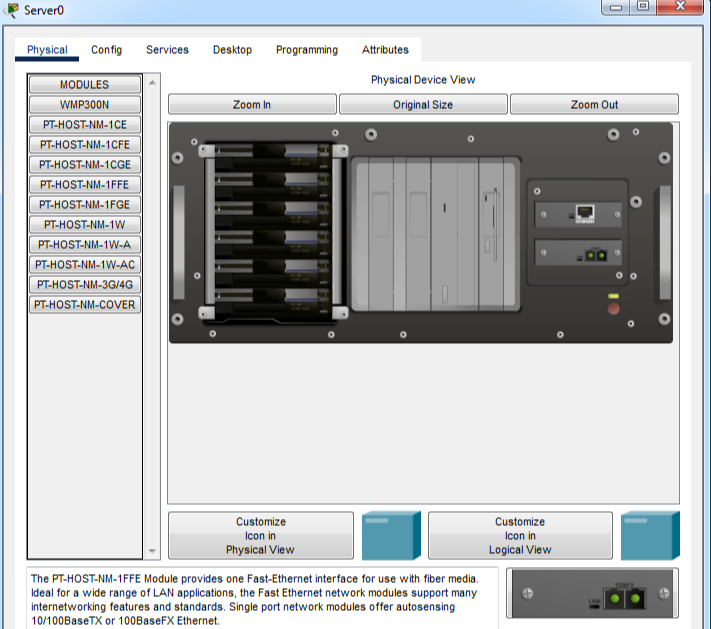 Server0
Physical Config Services Desktop Programming Attributes
MODULES
WMP300N
PT-HOST-NM-1CE
PT-HOST-NM-1CFE
PT-HOST-NM-1CGE
PT-HOST-NM-1FFE
PT-HOST-NM-1FGE
PT-HOST-NM-1W
PT-HOST-NM-1W-A
PT-HOST-NM-1W-AC
PT-HOST-NM-3G/4G
PT-HOST-NM-COVER
Physical Device View
Zoom In Original Size Zoom Out
Customize
Icon in
Physical View
Customize
Icon in
Logical View
The PT-HOST-NM-1FFE Module provides one Fast-Ethernet interface for use with fiber media.
Ideal for a wide range of LAN applications, the Fast Ethernet network modules support many
internetworking features and standards. Single port network modules offer autosensing
10/100BaseTX or 100BaseFX Ethernet.
100BFX
LINK